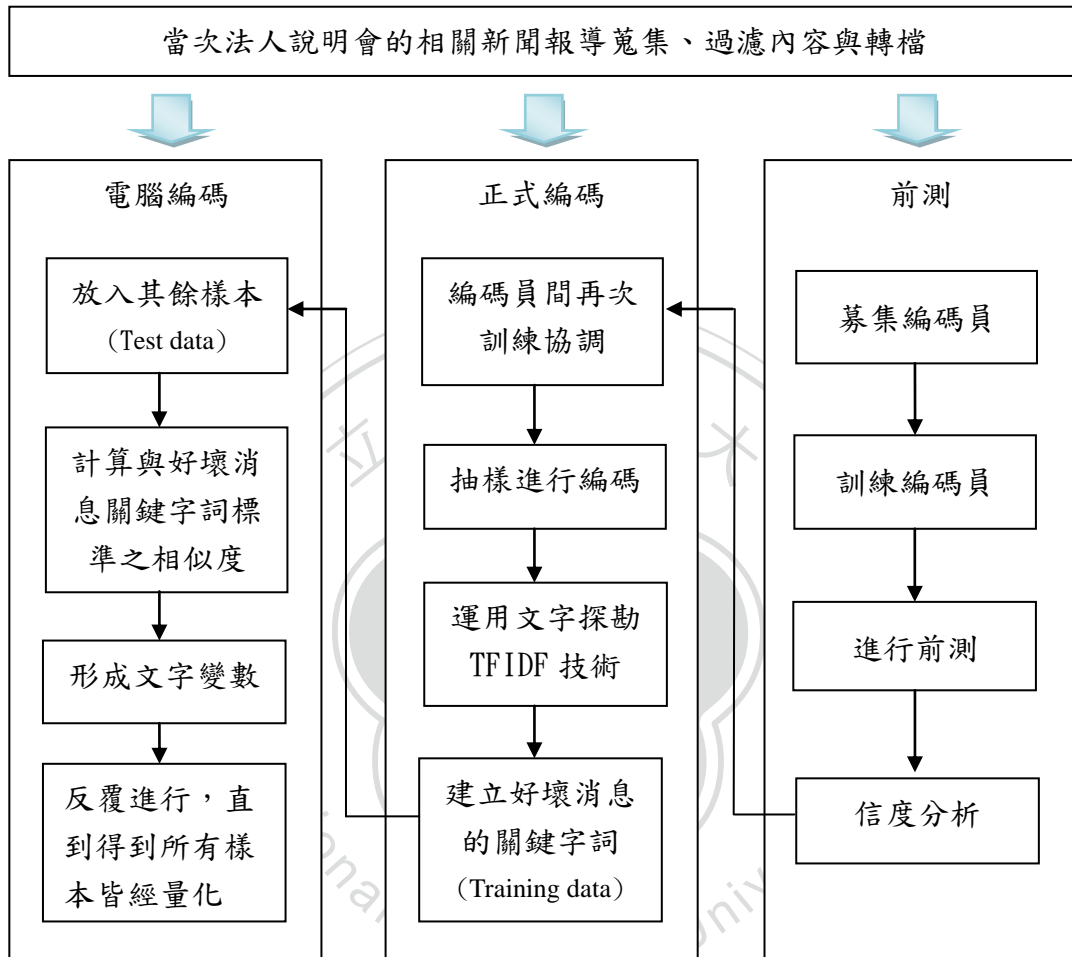 當次法人說明會的相關新聞報導蒐集、過濾內容與轉檔
電腦編碼
放入其餘樣本
（Test data）
計算與好壞消
息關鍵字詞標
準之相似度
形成文字變數
反覆進行，直
到得到所有樣
本皆經量化
正式編碼
編碼員間再次
訓練協調
抽樣進行編碼
運用文字探勘
TFIDF 技術
建立好壞消息
的關鍵字詞
（Training data）
前測
募集編碼員
訓練編碼員
進行前測
信度分析
立
大